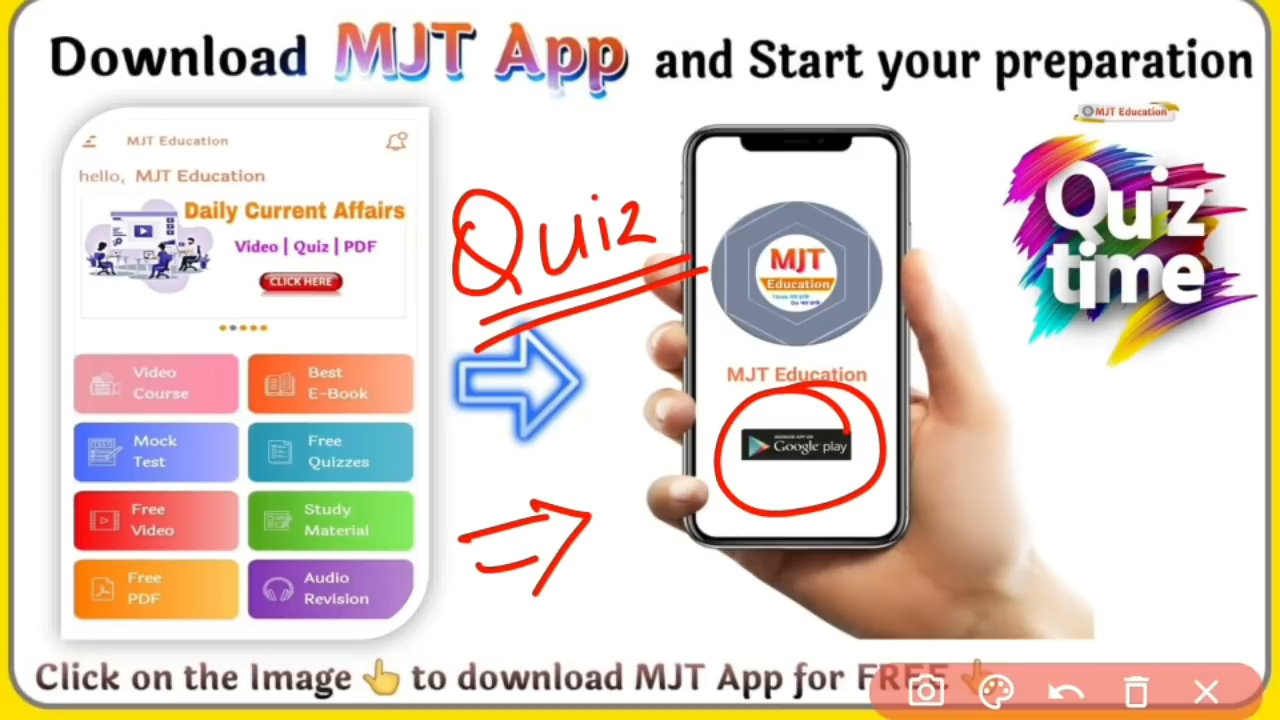 Download MJT App and Start your preparation
MJT Education
hello, MJT Education
Daily Current Affairs
Video | Quiz | PDF
CLICK HERE
Video Course
Best E-Book
Mock Test
Free Quizzes
Free Video
Study Material
Free PDF
Audio Revision
Quiz
MJT
Education
MJT Education
ANDROID APP ON
Google play
MJT Education
Quiz
time
Click on the Image to download MJT App for FREE